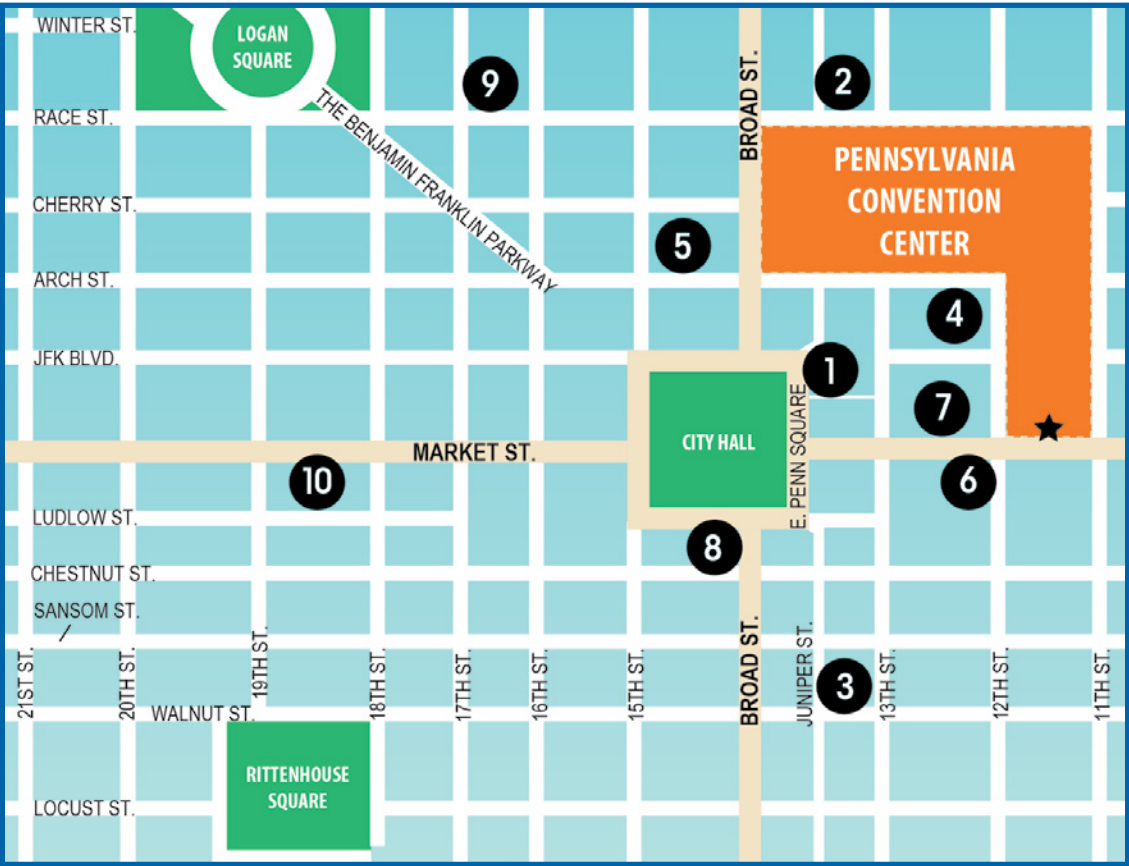 WINTER ST.
LOGAN
SQUARE
9
BROAD ST.
2
RACE ST.
THE BENJAMIN FRANKLIN PARKWAY
PENNSYLVANIA
CONVENTION
CENTER
CHERRY ST.
5
ARCH ST.
4
JFK BLVD.
1
7
CITY HALL
E. PENN SQUARE
MARKET ST.
10
6
LUDLOW ST.
8
CHESTNUT ST.
SANSOM ST.
21ST ST.
20TH ST.
19TH ST.
18TH ST.
17TH ST.
16TH ST.
15TH ST.
BROAD ST.
JUNIPER ST.
3
13TH ST.
12TH ST.
11TH ST.
WALNUT ST.
RITTENHOUSE
SQUARE
LOCUST ST.